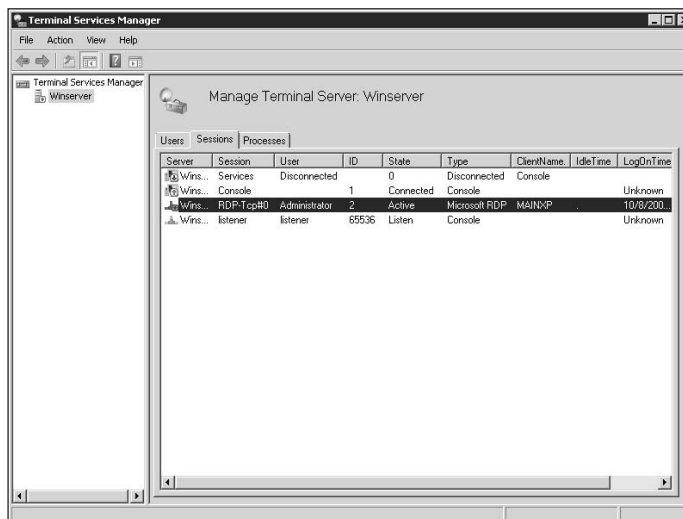 Terminal Services Manager
File Action View Help
Terminal Services Manager
Winserver
Manage Terminal Server: Winserver
Users Sessions Processes
Server Session User ID State Type ClientName. IdleTime LogOnTime
Wins... Services Disconnected 0 Disconnected Console
Wins... Console 1 Connected Console Unknown
Wins... RDP-Tcp#0 Administrator 2 Active Microsoft RDP MAINXP . 10/8/200...
Wins... listener listener 65536 Listen Console Unknown